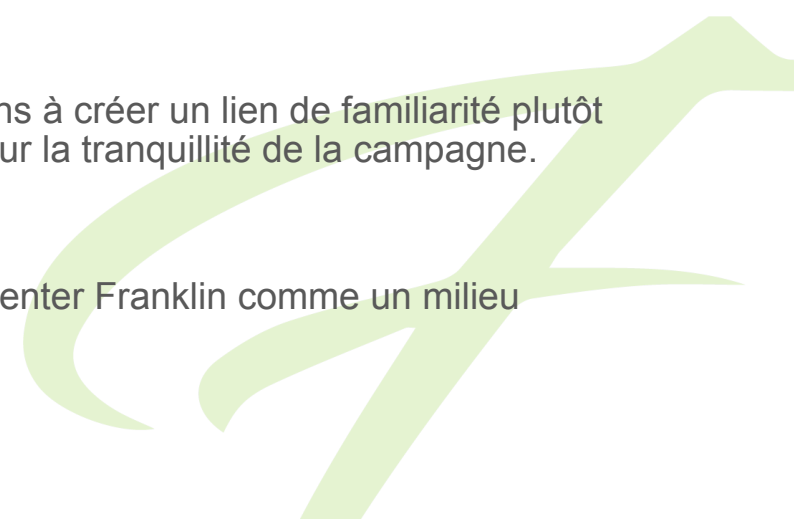 ns à créer un lien de familiarité plutôt
ur la tranquillité de la campagne.
enter Franklin comme un milieu